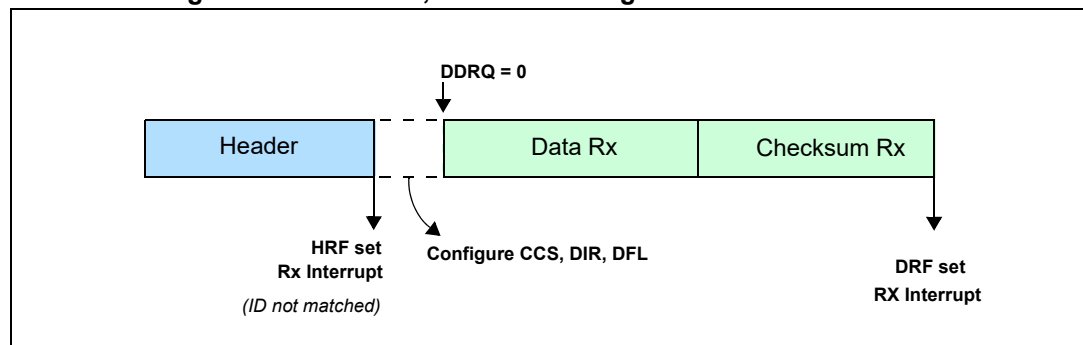 DDRQ = 0
Header
Data Rx
Checksum Rx
HRF set
Rx Interrupt
(ID not matched)
Configure CCS, DIR, DFL
DRF set
RX Interrupt